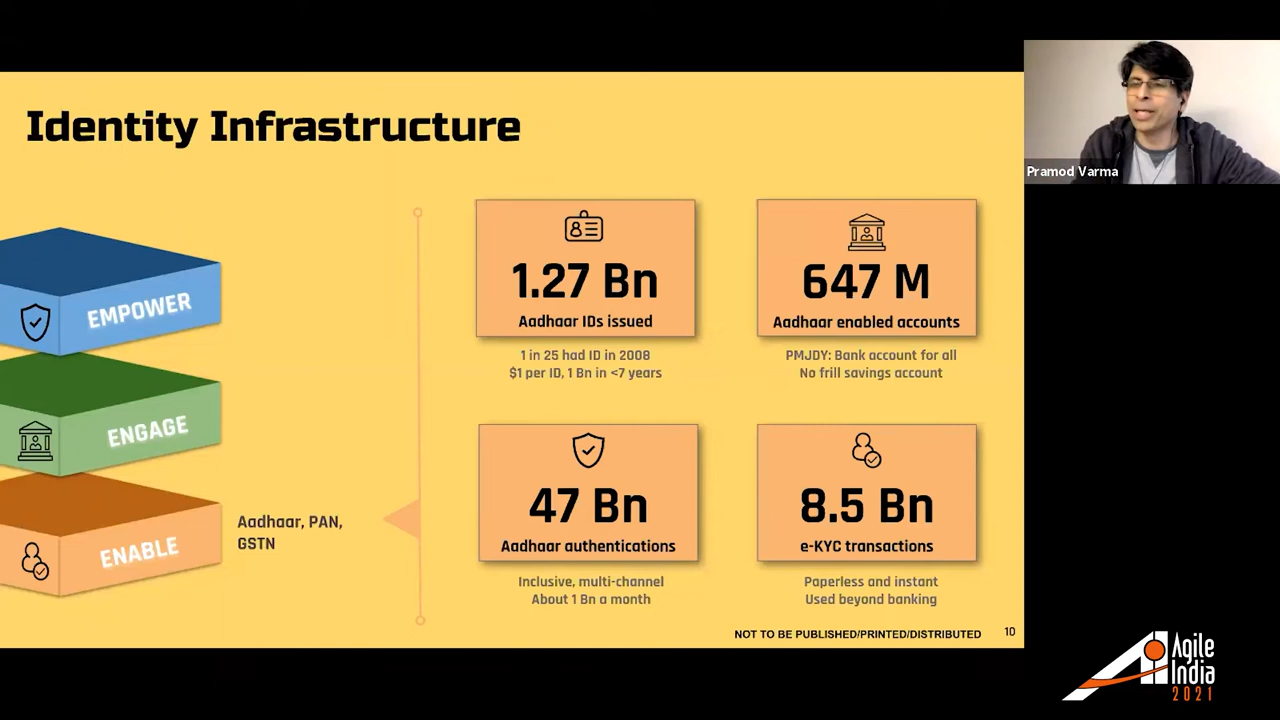 Identity Infrastructure
Pramod Varma
EMPOWER
ENGAGE
ENABLE
Aadhaar, PAN,
GSTN
1.27 Bn
Aadhaar IDs issued
1 in 25 had ID in 2008
$1 per ID, 1 Bn in <7 years
647 M
Aadhaar enabled accounts
PMJDY: Bank account for all
No frill savings account
47 Bn
Aadhaar authentications
Inclusive, multi-channel
About 1 Bn a month
8.5 Bn
e-KYC transactions
Paperless and instant
Used beyond banking
NOT TO BE PUBLISHED/PRINTED/DISTRIBUTED
10
Agile
India
2021